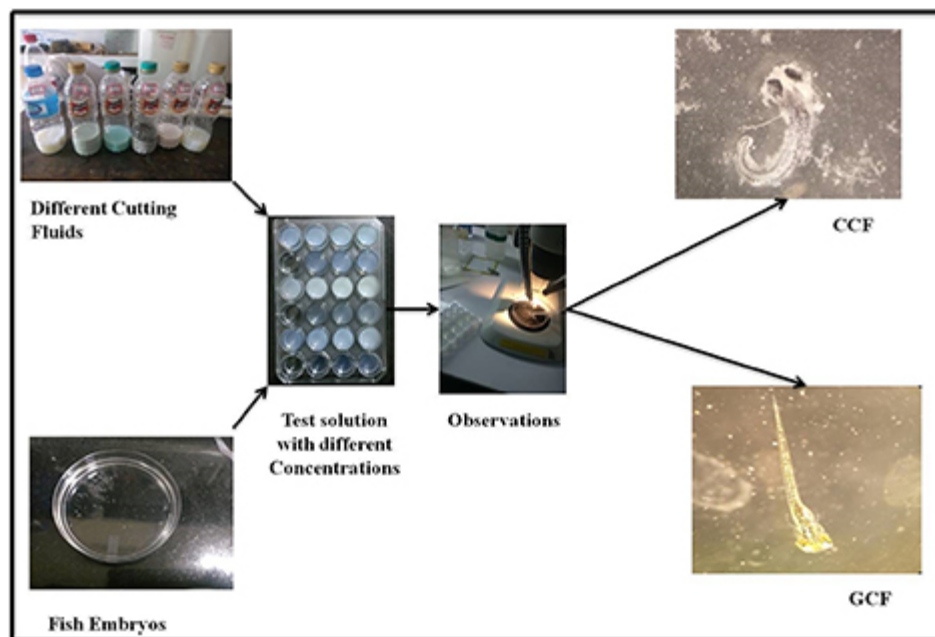 Different Cutting
Fluids
CCF
Test solution
with different
Concentrations
Observations
Fish Embryos
GCF